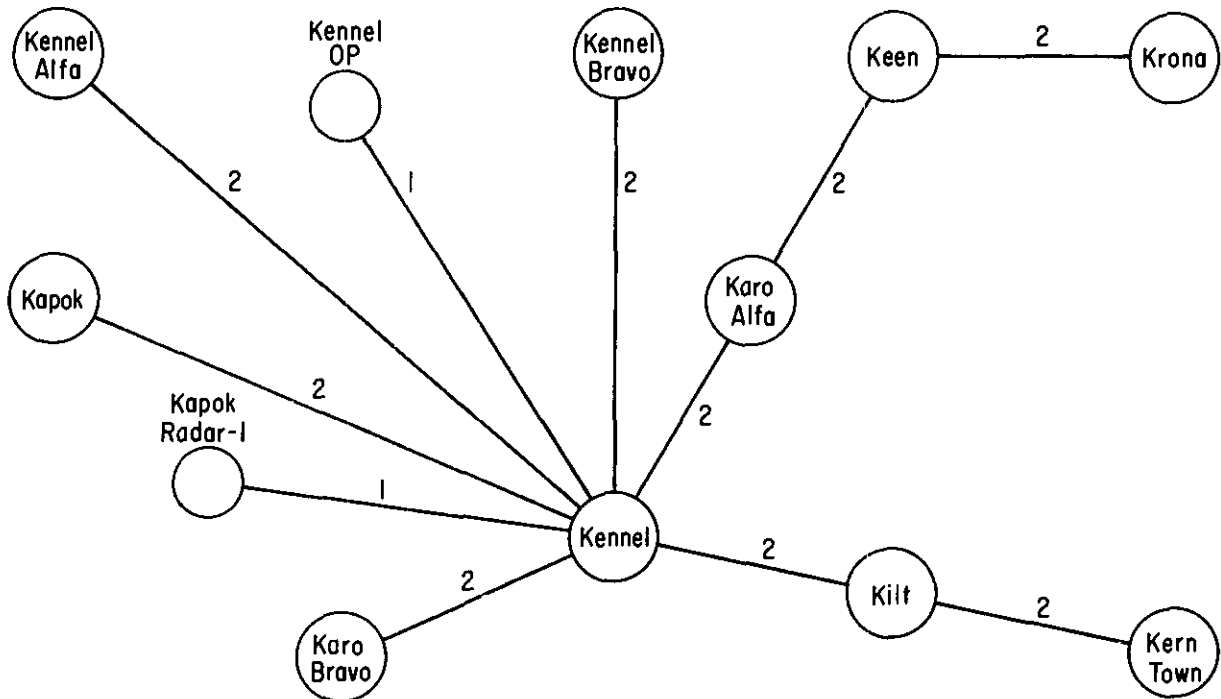 Kennel
Alfa
Kennel
OP
Kennel
Bravo
Keen
2
Krona
2
1
2
2
Kapok
Karo
Alfa
2
2
Kapok
Radar-1
1
Kennel
2
Kilt
2
2
Karo
Bravo
Kern
Town